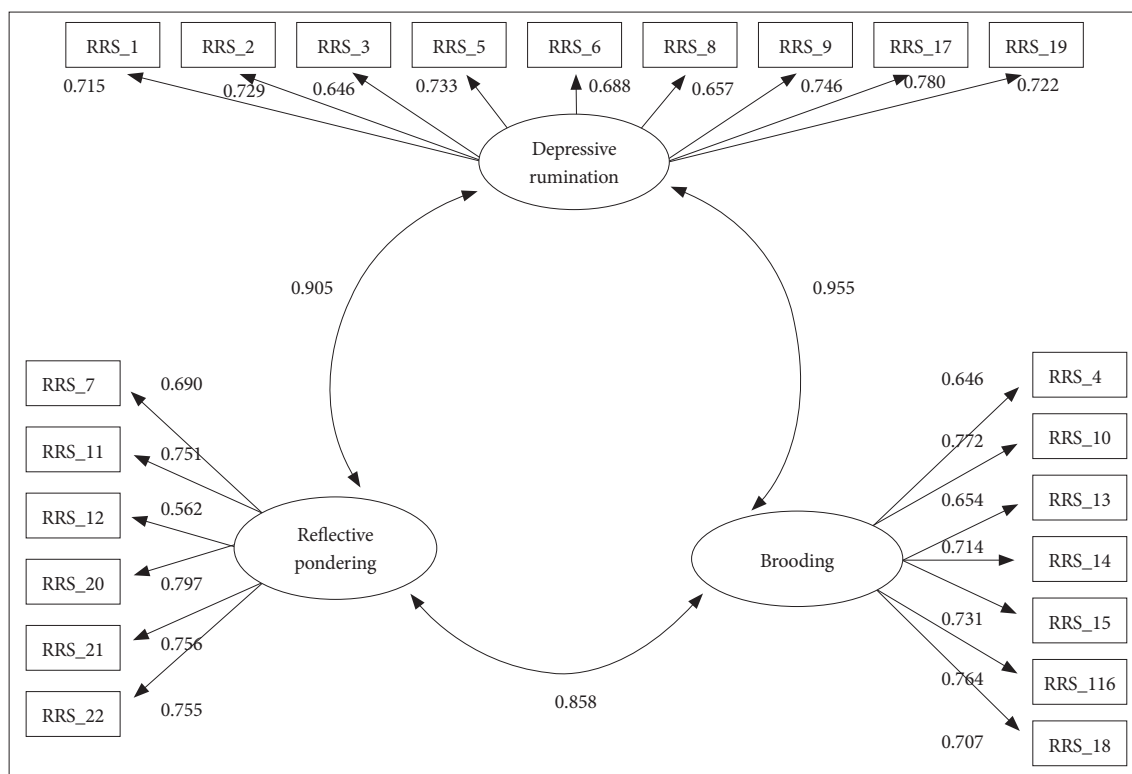 RRS_1
RRS_2
RRS_3
RRS_5
RRS_6
RRS_8
RRS_9
RRS_17
RRS_19
0.715
0.729
0.646
0.733
0.688
0.657
0.746
0.780
0.722
Depressive
rumination
0.905
0.955
RRS_7
RRS_11
RRS_12
RRS_20
RRS_21
RRS_22
0.690
0.751
0.562
0.797
0.756
0.755
Reflective
pondering
0.858
Brooding
0.646
0.772
0.654
0.714
0.731
0.764
0.707
RRS_4
RRS_10
RRS_13
RRS_14
RRS_15
RRS_116
RRS_18